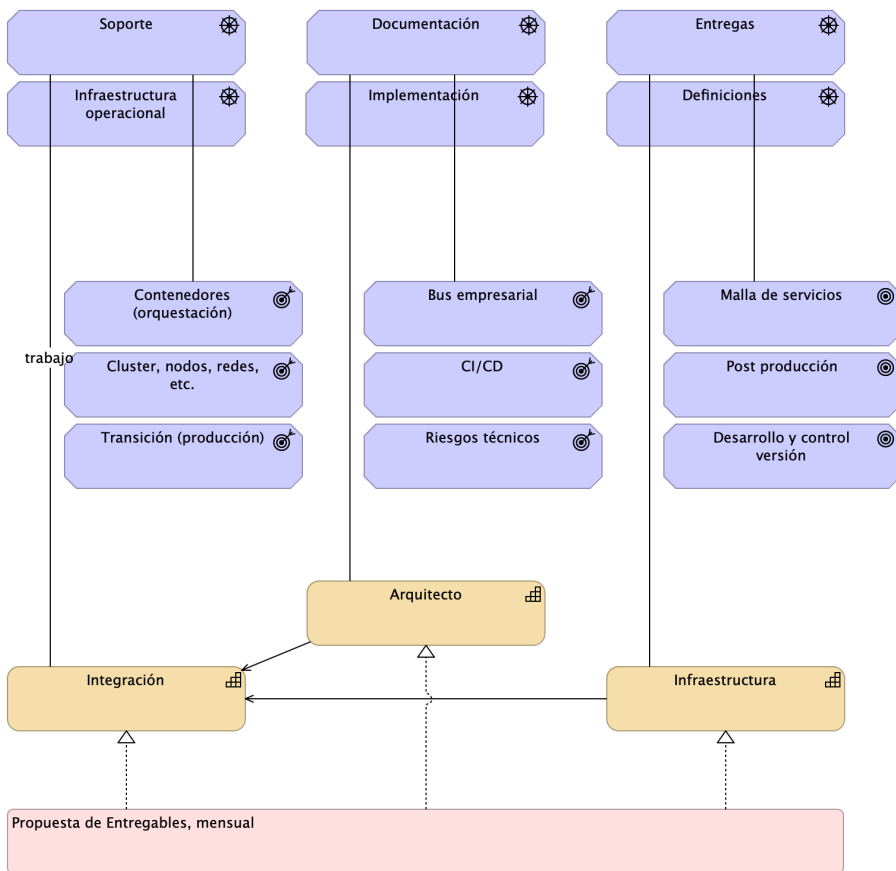 Soporte
Documentación
Entregas
Infraestructura
operacional
Implementación
Definiciones
Contenedores
(orquestación)
Bus empresarial
Malla de servicios
trabajo
Cluster, nodos, redes,
etc.
CI/CD
Post producción
Transición (producción)
Riesgos técnicos
Desarrollo y control
versión
Arquitecto
Integración
Infraestructura
Propuesta de Entregables, mensual